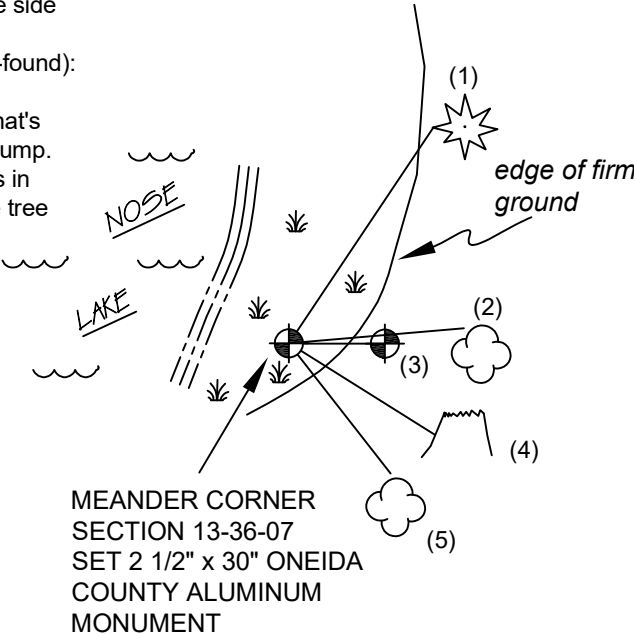 e side
found):
hat's
ump.
s in
e tree
NOSE
LAKE
(1)
edge of firm
ground
(2)
(3)
(4)
(5)
MEANDER CORNER
SECTION 13-36-07
SET 2 1/2" x 30" ONEIDA
COUNTY ALUMINUM
MONUMENT